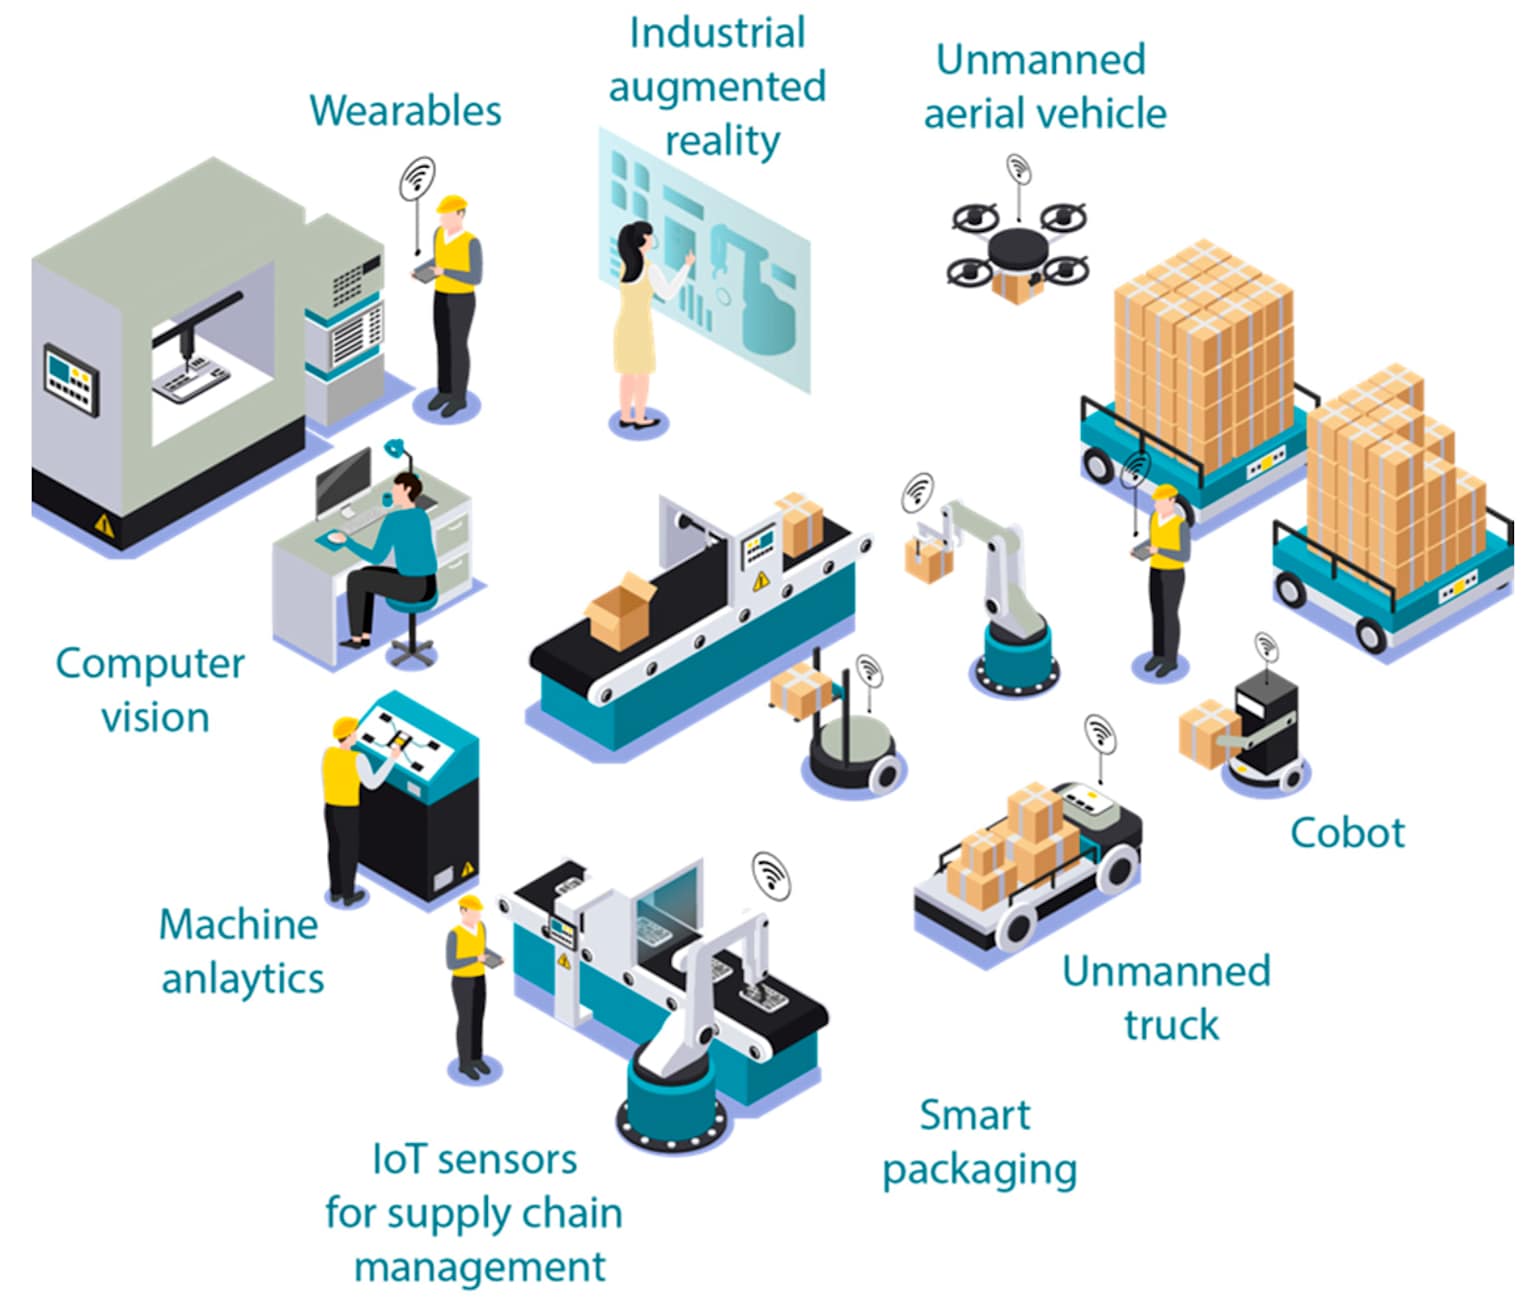 Industrial
augmented
reality
Unmanned
aerial vehicle
Wearables
Computer
vision
Cobot
Machine
anlaytics
Unmanned
truck
Smart
packaging
IoT sensors
for supply chain
management